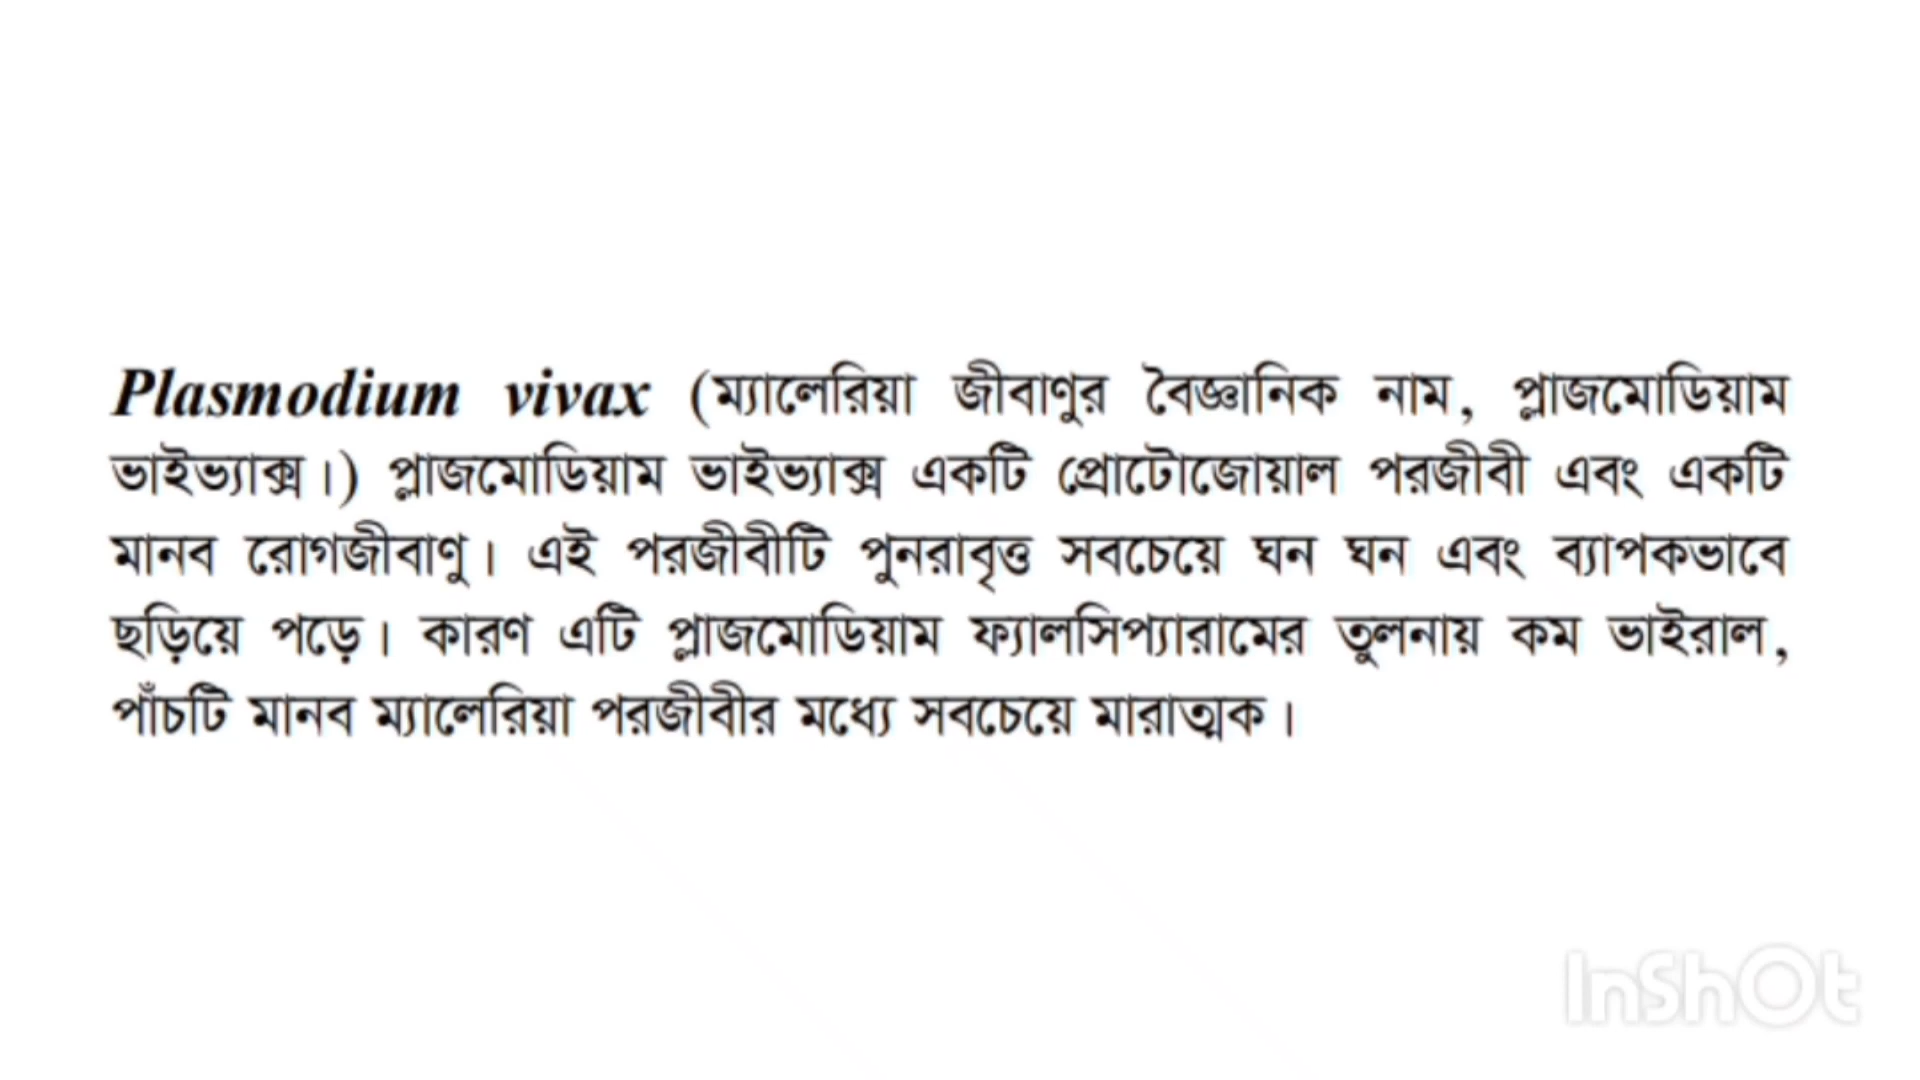 Plasmodium vivax (ম্যালেরিয়া জীবাণুর বৈজ্ঞানিক নাম, প্লাজমোডিয়াম
ভাইভ্যাক্স।) প্লাজমোডিয়াম ভাইভ্যাক্স একটি প্রোটোজোয়াল পরজীবী এবং একটি
মানব রোগজীবাণু। এই পরজীবীটি পুনরাবৃত্ত সবচেয়ে ঘন ঘন এবং ব্যাপকভাবে
ছড়িয়ে পড়ে। কারণ এটি প্লাজমোডিয়াম ফ্যালসিপ্যারামের তুলনায় কম ভাইরাল,
পাঁচটি মানব ম্যালেরিয়া পরজীবীর মধ্যে সবচেয়ে মারাত্মক।
InShOt